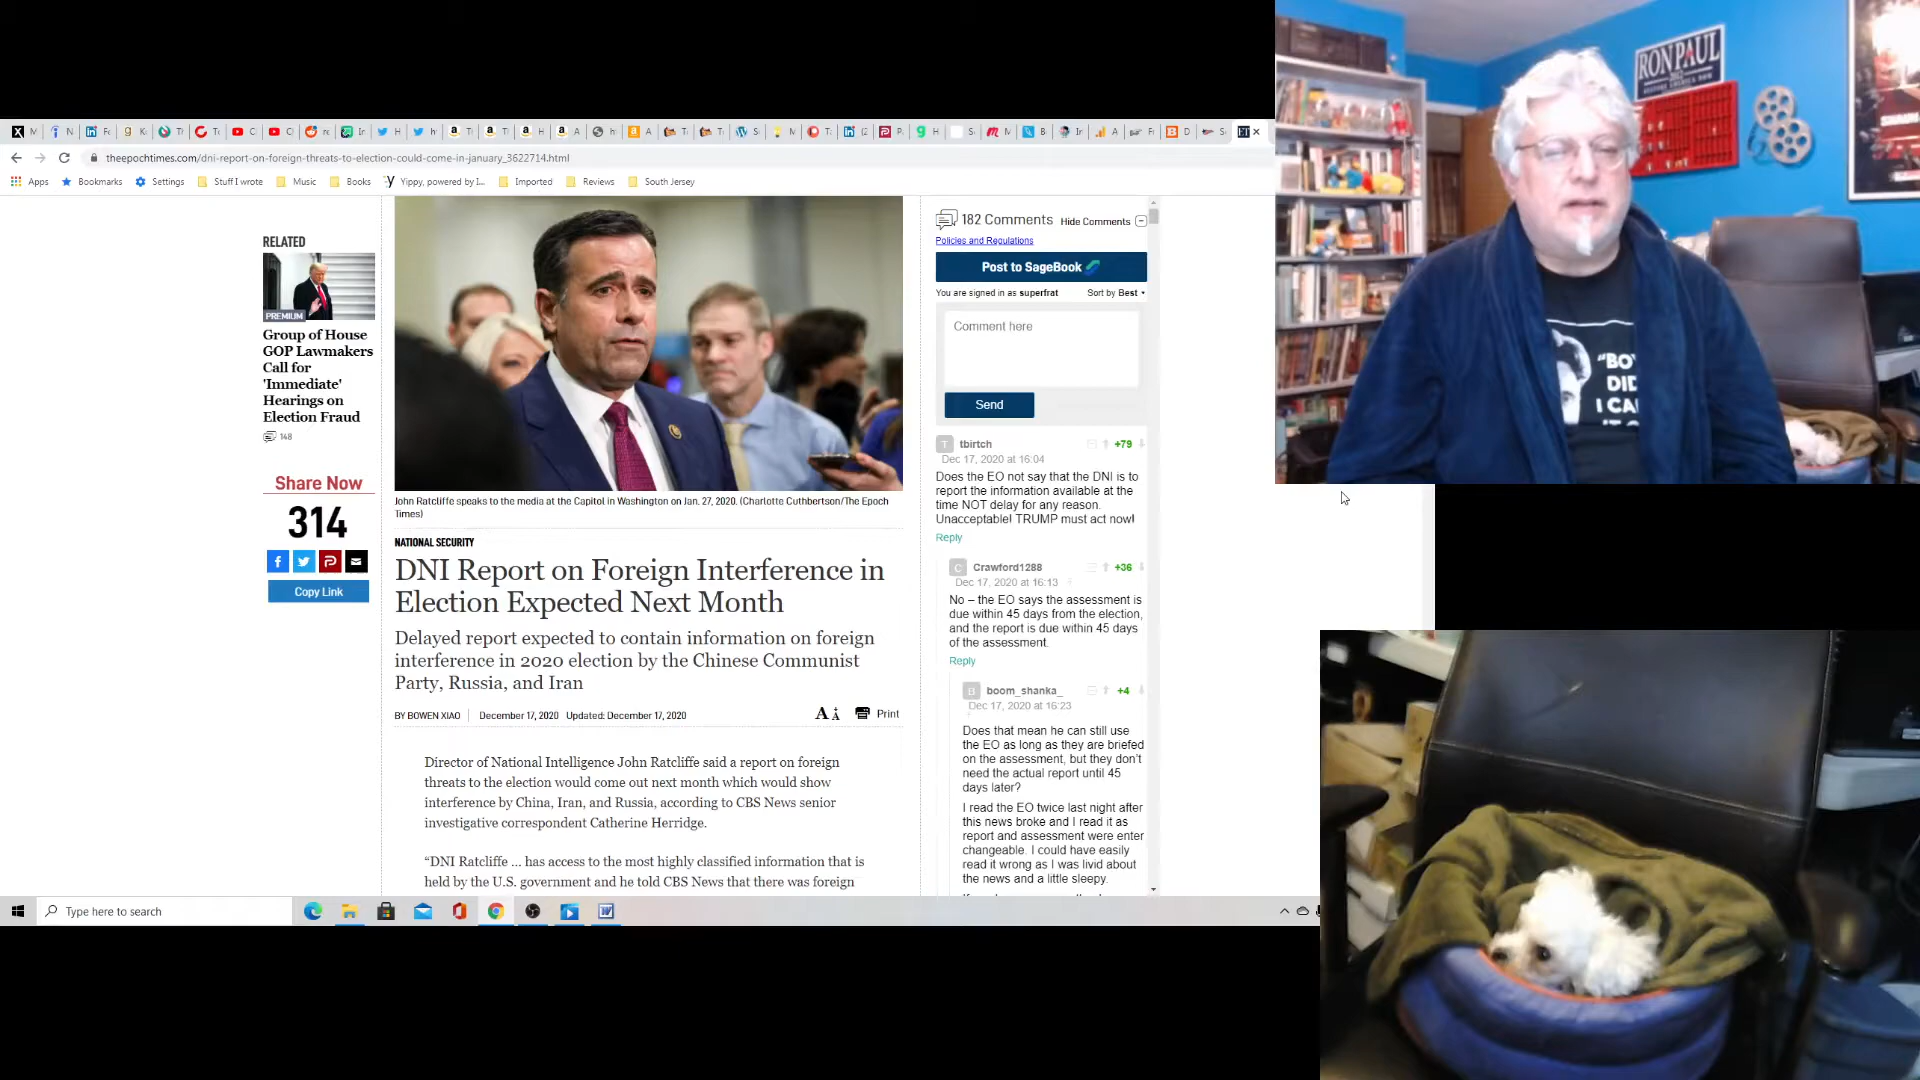 theepochtimes.com/dni-report-on-foreign-threats-to-election-could-come-in-january_3622714.html
Apps
Bookmarks
Settings
Stuff I wrote
Music
Books
Yippy, powered by I...
Imported
Reviews
South Jersey
RELATED
PREMIUM
Group of House
GOP Lawmakers
Call for
'Immediate'
Hearings on
Election Fraud
148
Share Now
314
Copy Link
John Ratcliffe speaks to the media at the Capitol in Washington on Jan. 27, 2020. (Charlotte Cuthbertson/The Epoch
Times)
NATIONAL SECURITY
DNI Report on Foreign Interference in
Election Expected Next Month
Delayed report expected to contain information on foreign
interference in 2020 election by the Chinese Communist
Party, Russia, and Iran
BY BOWEN XIAO
December 17, 2020 Updated: December 17, 2020
Print
Director of National Intelligence John Ratcliffe said a report on foreign
threats to the election would come out next month which would show
interference by China, Iran, and Russia, according to CBS News senior
investigative correspondent Catherine Herridge.
“DNI Ratcliffe ... has access to the most highly classified information that is
held by the U.S. government and he told CBS News that there was foreign
182 Comments
Hide Comments
Policies and Regulations
Post to SageBook
You are signed in as superfrat
Sort by Best
Comment here
Send
T
tbirtch
+79
Dec 17, 2020 at 16:04
Does the EO not say that the DNI is to
report the information available at the
time NOT delay for any reason.
Unacceptable! TRUMP must act now!
Reply
C
Crawford1288
+36
Dec 17, 2020 at 16:13
No – the EO says the assessment is
due within 45 days from the election,
and the report is due within 45 days
of the assessment.
Reply
B
boom_shanka_
+4
Dec 17, 2020 at 16:23
Does that mean he can still use
the EO as long as they are briefed
on the assessment, but they don't
need the actual report until 45
days later?
I read the EO twice last night after
this news broke and I read it as
report and assessment were enter
changeable. I could have easily
read it wrong as I was livid about
the news and a little sleepy.
Type here to search
RON PAUL